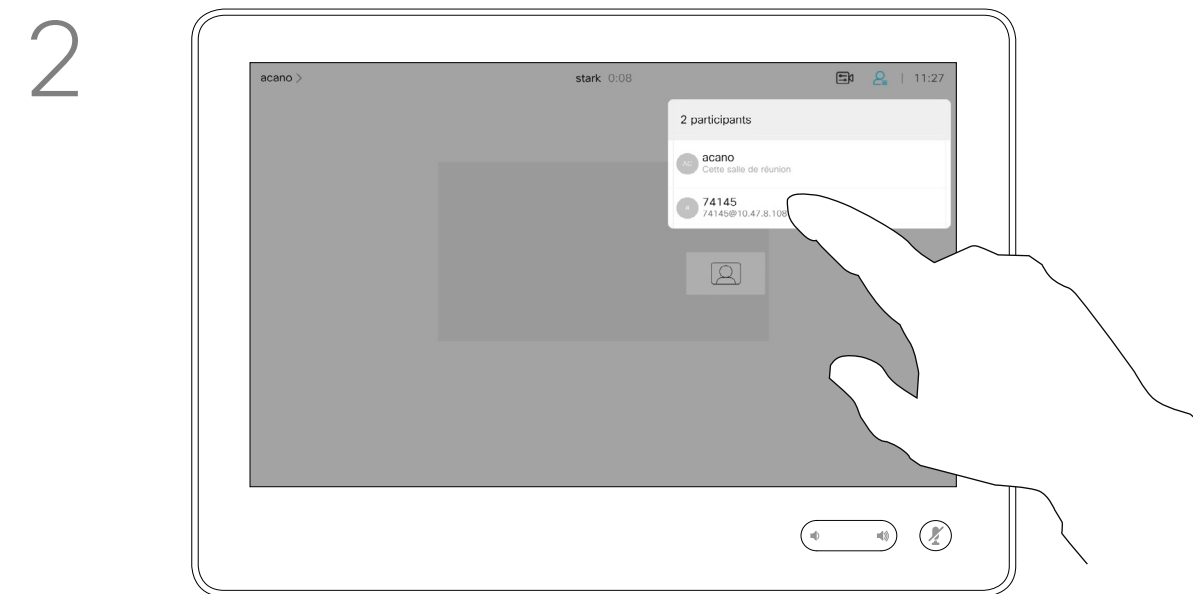 2
acano >
stark 0:08
11:27
2 participants
AC
acano
Cette salle de réunion
74145
74145@10.47.8.108